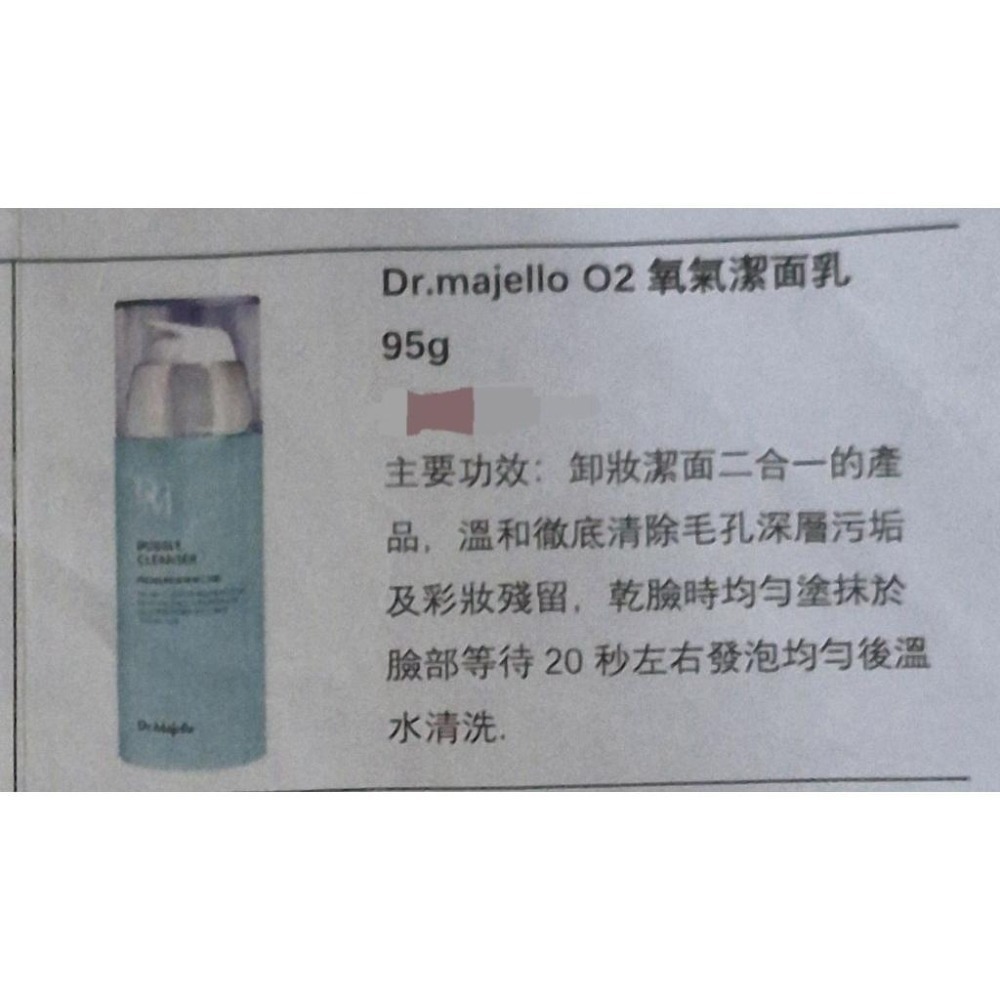 Dr.majello O2 氧氣潔面乳
95g
主要功效：卸妝潔面二合一的產
品，溫和徹底清除毛孔深層污垢
及彩妝殘留，乾臉時均勻塗抹於
臉部等待 20 秒左右發泡均勻後溫
水清洗.
CLEANSER
Dr.Majello